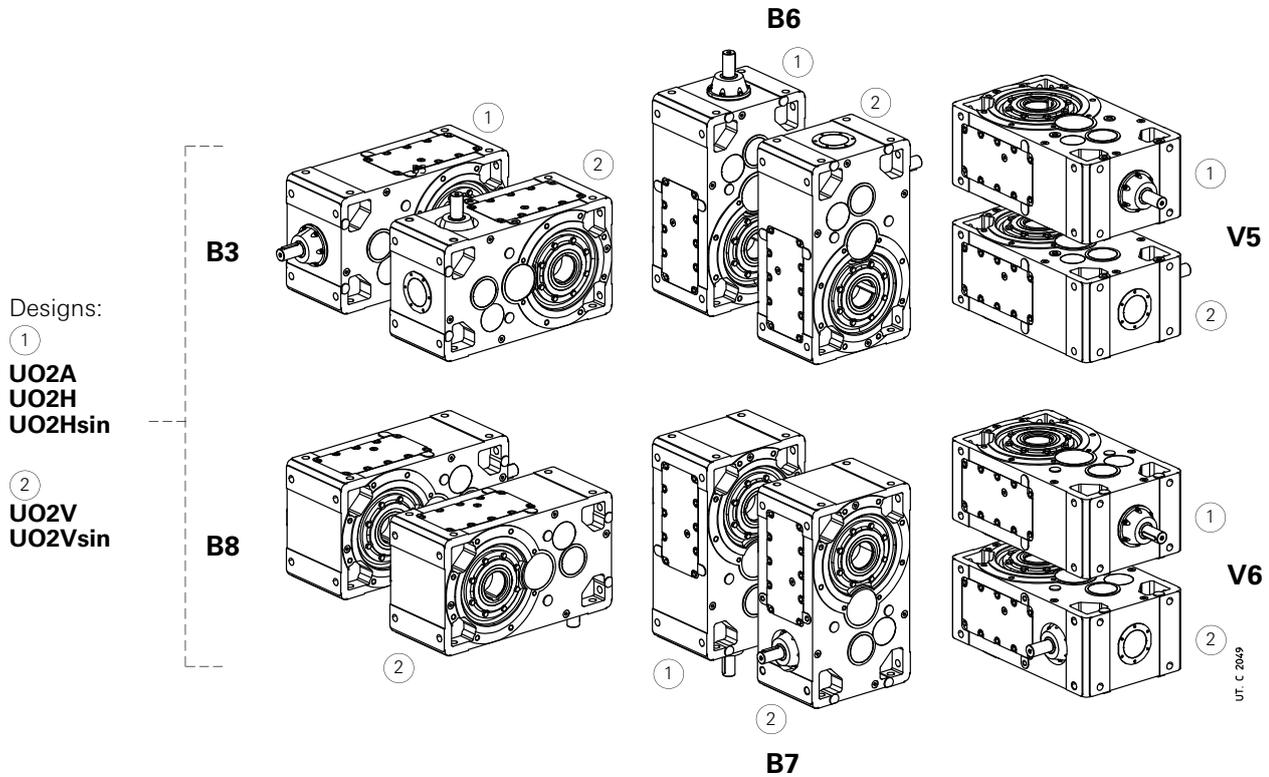 B6
1
2
1
2
B3
1
2
V5
Designs:
1
UO2A
UO2H
UO2Hsin
2
UO2V
UO2Vsin
B8
2
1
2
B7
1
V6
2
UT. C 2049